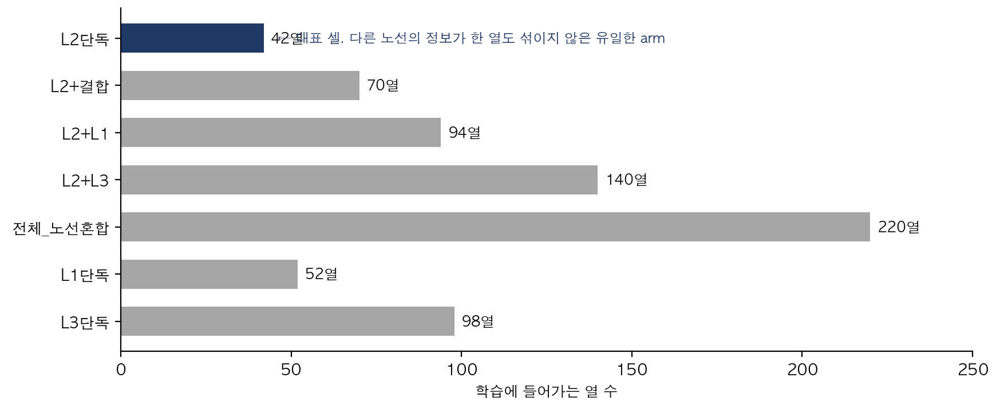 L2단독
42열
← 대표 셀. 다른 노선의 정보가 한 열도 섞이지 않은 유일한 arm
L2+결합
70열
L2+L1
94열
L2+L3
140열
전체_노선혼합
220열
L1단독
52열
L3단독
98열
0 50 100 150 200 250
학습에 들어가는 열 수